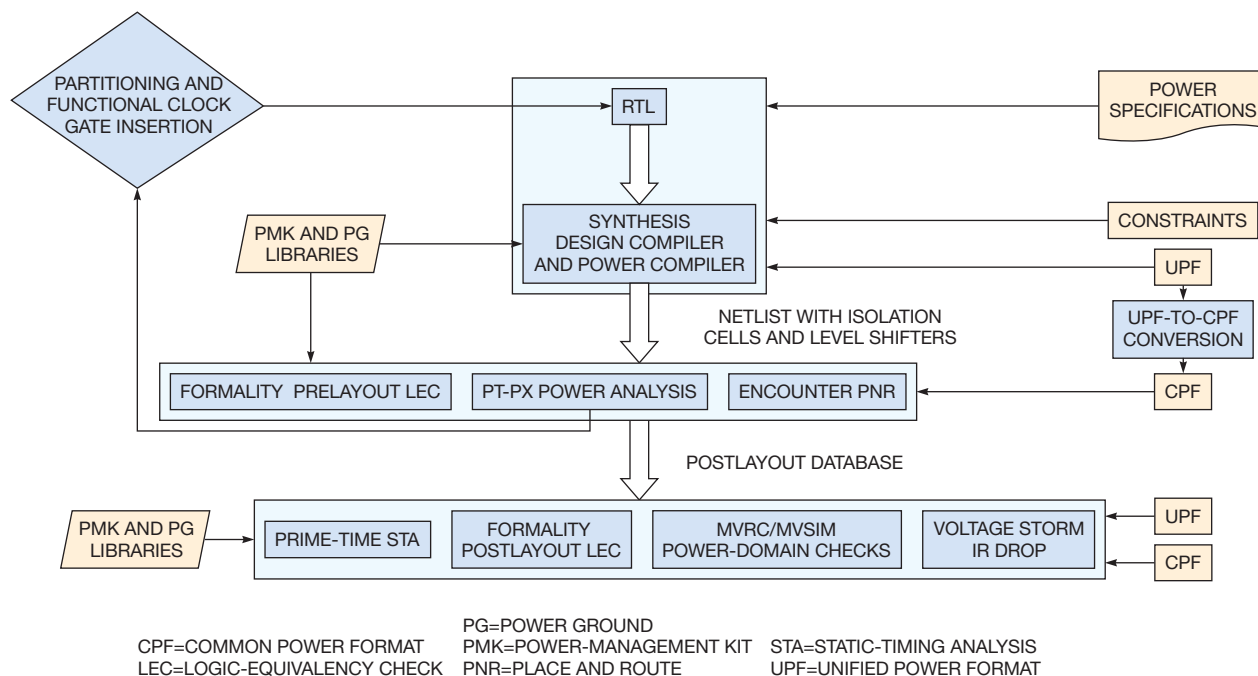 PARTITIONING AND
FUNCTIONAL CLOCK
GATE INSERTION
RTL
POWER
SPECIFICATIONS
PMK AND PG
LIBRARIES
SYNTHESIS
DESIGN COMPILER
AND POWER COMPILER
CONSTRAINTS
UPF
NETLIST WITH ISOLATION
CELLS AND LEVEL SHIFTERS
UPF-TO-CPF
CONVERSION
FORMALITY PRELAYOUT LEC
PT-PX POWER ANALYSIS
ENCOUNTER PNR
CPF
POSTLAYOUT DATABASE
PMK AND PG
LIBRARIES
PRIME-TIME STA
FORMALITY
POSTLAYOUT LEC
MVRC/MVSIM
POWER-DOMAIN CHECKS
VOLTAGE STORM
IR DROP
UPF
CPF
CPF=COMMON POWER FORMAT
LEC=LOGIC-EQUIVALENCY CHECK
PG=POWER GROUND
PMK=POWER-MANAGEMENT KIT
PNR=PLACE AND ROUTE
STA=STATIC-TIMING ANALYSIS
UPF=UNIFIED POWER FORMAT